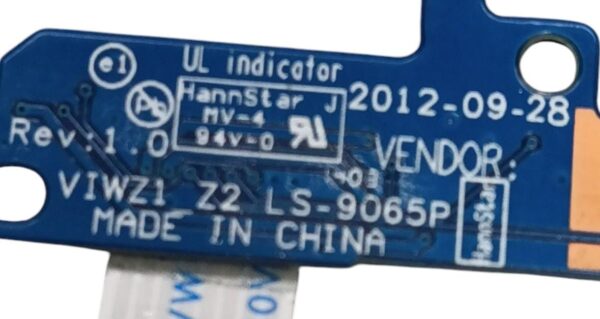 e1
UL indicator
Pb
HannStar J
MV-4
94V-0
2012-09-28
Rev:1.0
VENDOR:
HannStar
VIWZ1 Z2 LS-9065P
MADE IN CHINA